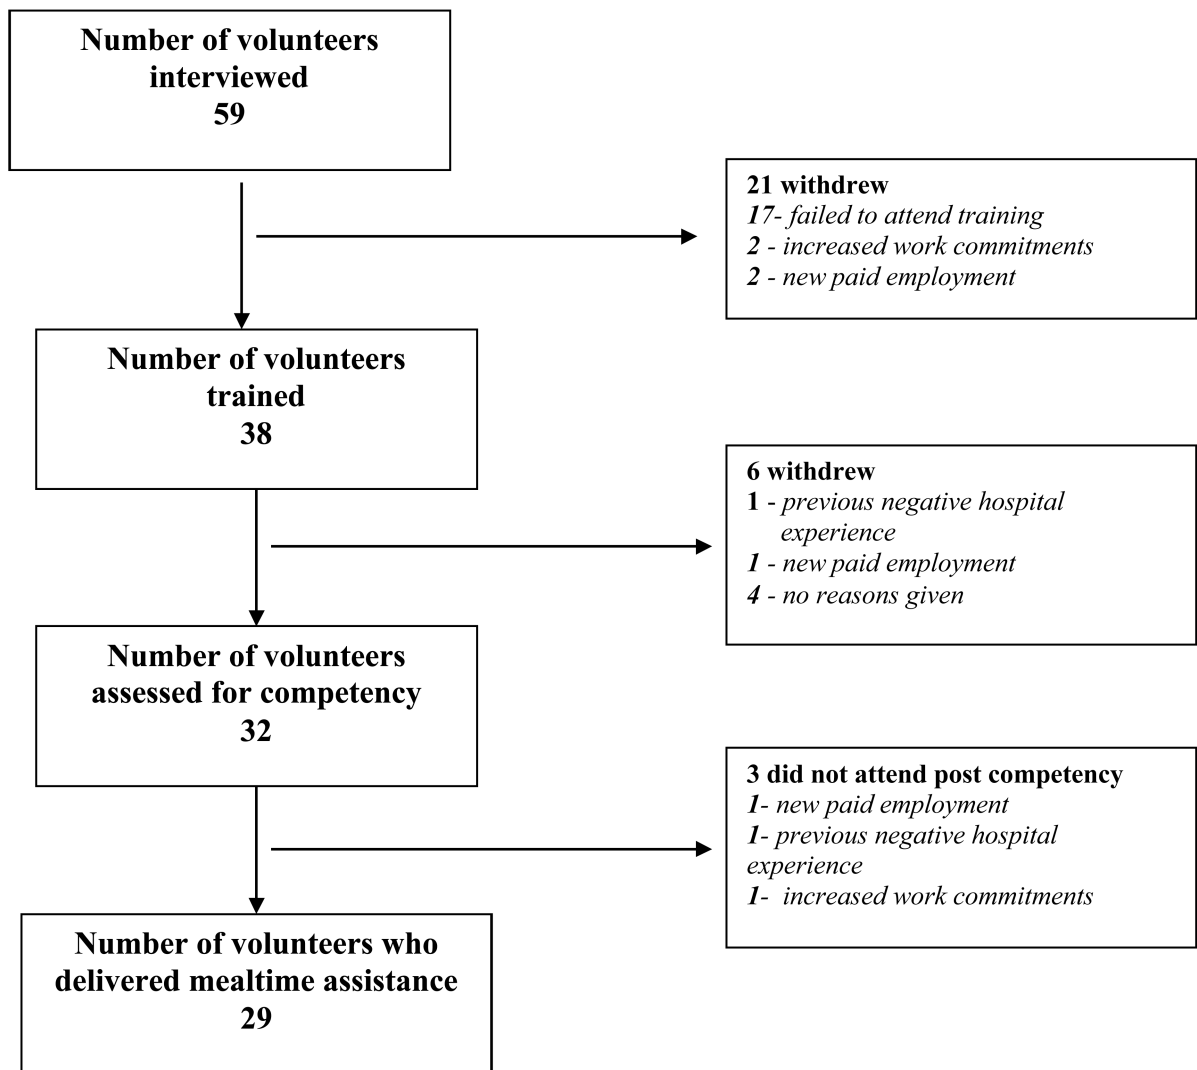 Number of volunteers
interviewed
59
21 withdrew
17- failed to attend training
2 - increased work commitments
2 - new paid employment
Number of volunteers
trained
38
6 withdrew
1 - previous negative hospital
experience
1 - new paid employment
4 - no reasons given
Number of volunteers
assessed for competency
32
3 did not attend post competency
1- new paid employment
1- previous negative hospital
experience
1- increased work commitments
Number of volunteers who
delivered mealtime assistance
29